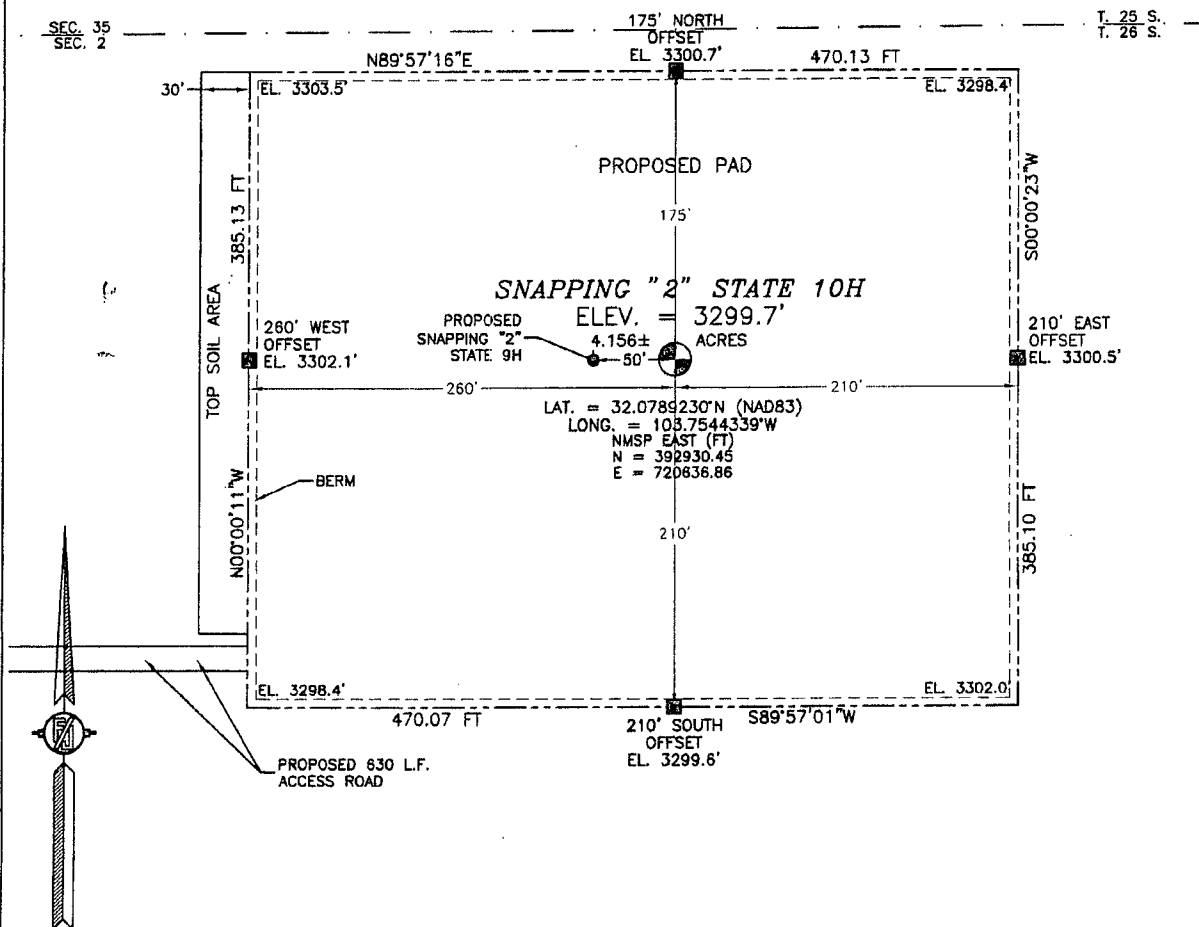 SEC. 35
SEC. 2
T. 25 S.
T. 26 S.
175' NORTH
OFFSET
EL. 3300.7'
N89°57'16"E
470.13 FT
30'
EL. 3303.5'
EL. 3298.4
PROPOSED PAD
175'
385.13 FT
S00°00'23"W
SNAPPING "2" STATE 10H
ELEV. = 3299.7'
PROPOSED
SNAPPING "2"
STATE 9H
4.156± ACRES
50'
260' WEST
OFFSET
EL. 3302.1'
210' EAST
OFFSET
EL. 3300.5'
TOP SOIL AREA
260'
210'
LAT. = 32.0789230°N (NAD83)
LONG. = 103.7544339°W
NMSP EAST (FT)
N = 392930.45
E = 720636.86
BERM
N00°00'11"W
210'
385.10 FT
EL. 3298.4'
EL. 3302.0
470.07 FT
S89°57'01"W
210' SOUTH
OFFSET
EL. 3299.6'
PROPOSED 630 L.F.
ACCESS ROAD